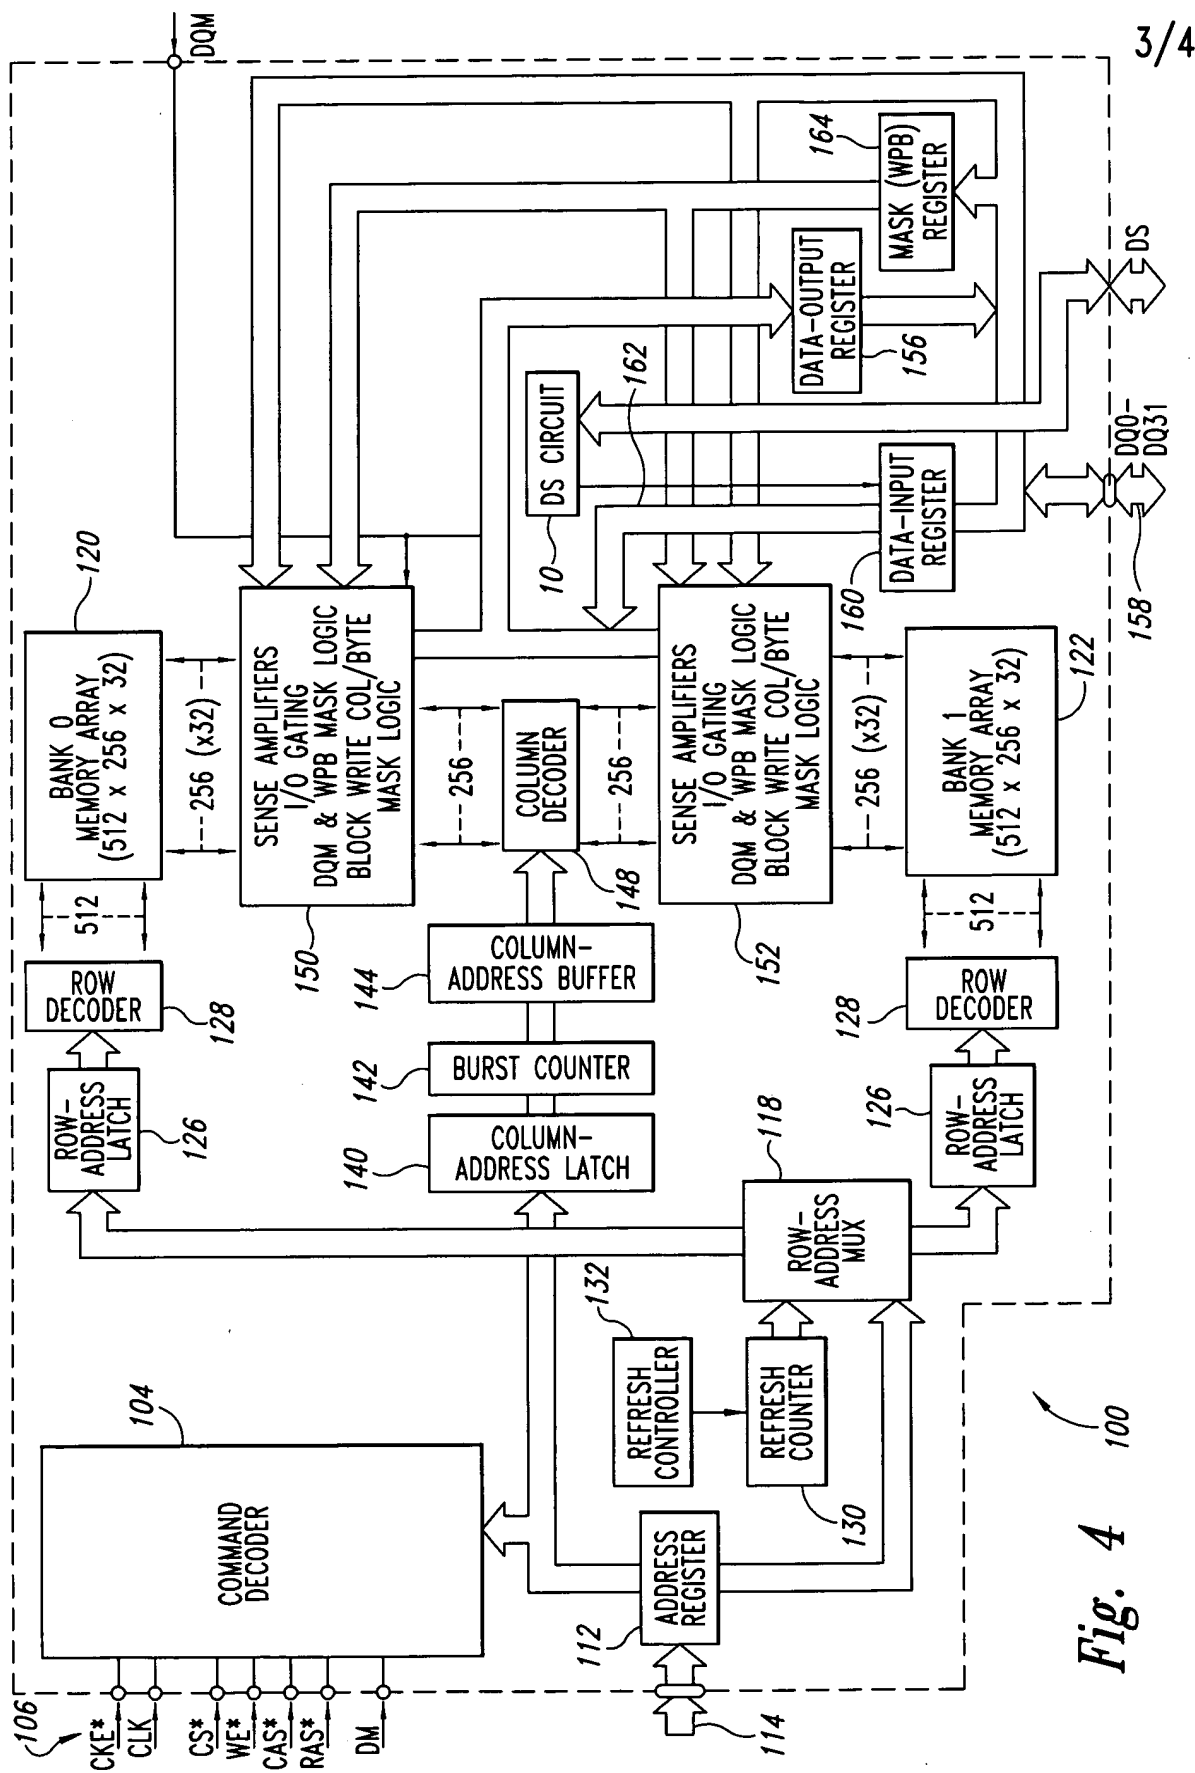 3/4
106
CKE*
CLK
CS*
WE*
CAS*
RAS*
DM
104
COMMAND
DECODER
114
112
ADDRESS
REGISTER
132
REFRESH
CONTROLLER
REFRESH
COUNTER
130
118
ROW-
ADDRESS
MUX
ROW-
ADDRESS
LATCH
126
ROW
DECODER
128
512
BANK 0
MEMORY ARRAY
(512 x 256 x 32)
120
256 (x32)
SENSE AMPLIFIERS
I/O GATING
DQM & WPB MASK LOGIC
BLOCK WRITE COL/BYTE
MASK LOGIC
150
256
140
COLUMN-
ADDRESS LATCH
142
BURST COUNTER
144
COLUMN-
ADDRESS BUFFER
COLUMN
DECODER
148
256
SENSE AMPLIFIERS
I/O GATING
DQM & WPB MASK LOGIC
BLOCK WRITE COL/BYTE
MASK LOGIC
152
256 (x32)
126
ROW-
ADDRESS
LATCH
128
ROW
DECODER
512
BANK 1
MEMORY ARRAY
(512 x 256 x 32)
122
DQM
10
DS CIRCUIT
162
160
DATA-INPUT
REGISTER
DATA-OUTPUT
REGISTER
156
164
MASK (WPB)
REGISTER
DQ0-
DQ31
158
DS
100
Fig. 4